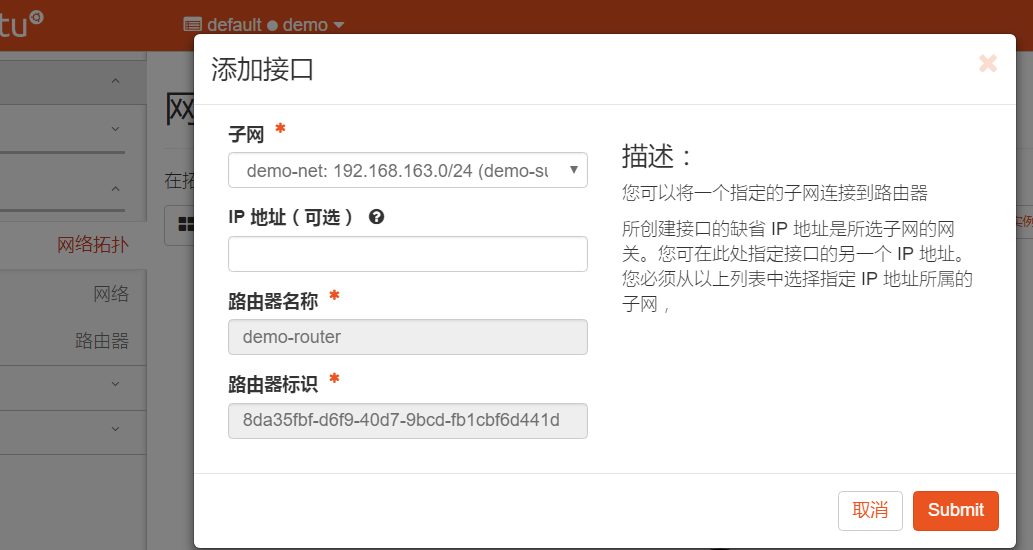 tu
default demo
添加接口
网
子网 *
demo-net: 192.168.163.0/24 (demo-su
描述：
您可以将一个指定的子网连接到路由器
在拓
IP 地址（可选）
所创建接口的缺省 IP 地址是所选子网的网
关。您可在此处指定接口的另一个 IP 地址。
您必须从以上列表中选择指定 IP 地址所属的
子网，
实例
网络拓扑
网络
路由器
路由器名称 *
demo-router
路由器标识 *
8da35fbf-d6f9-40d7-9bcd-fb1cbf6d441d
取消
Submit